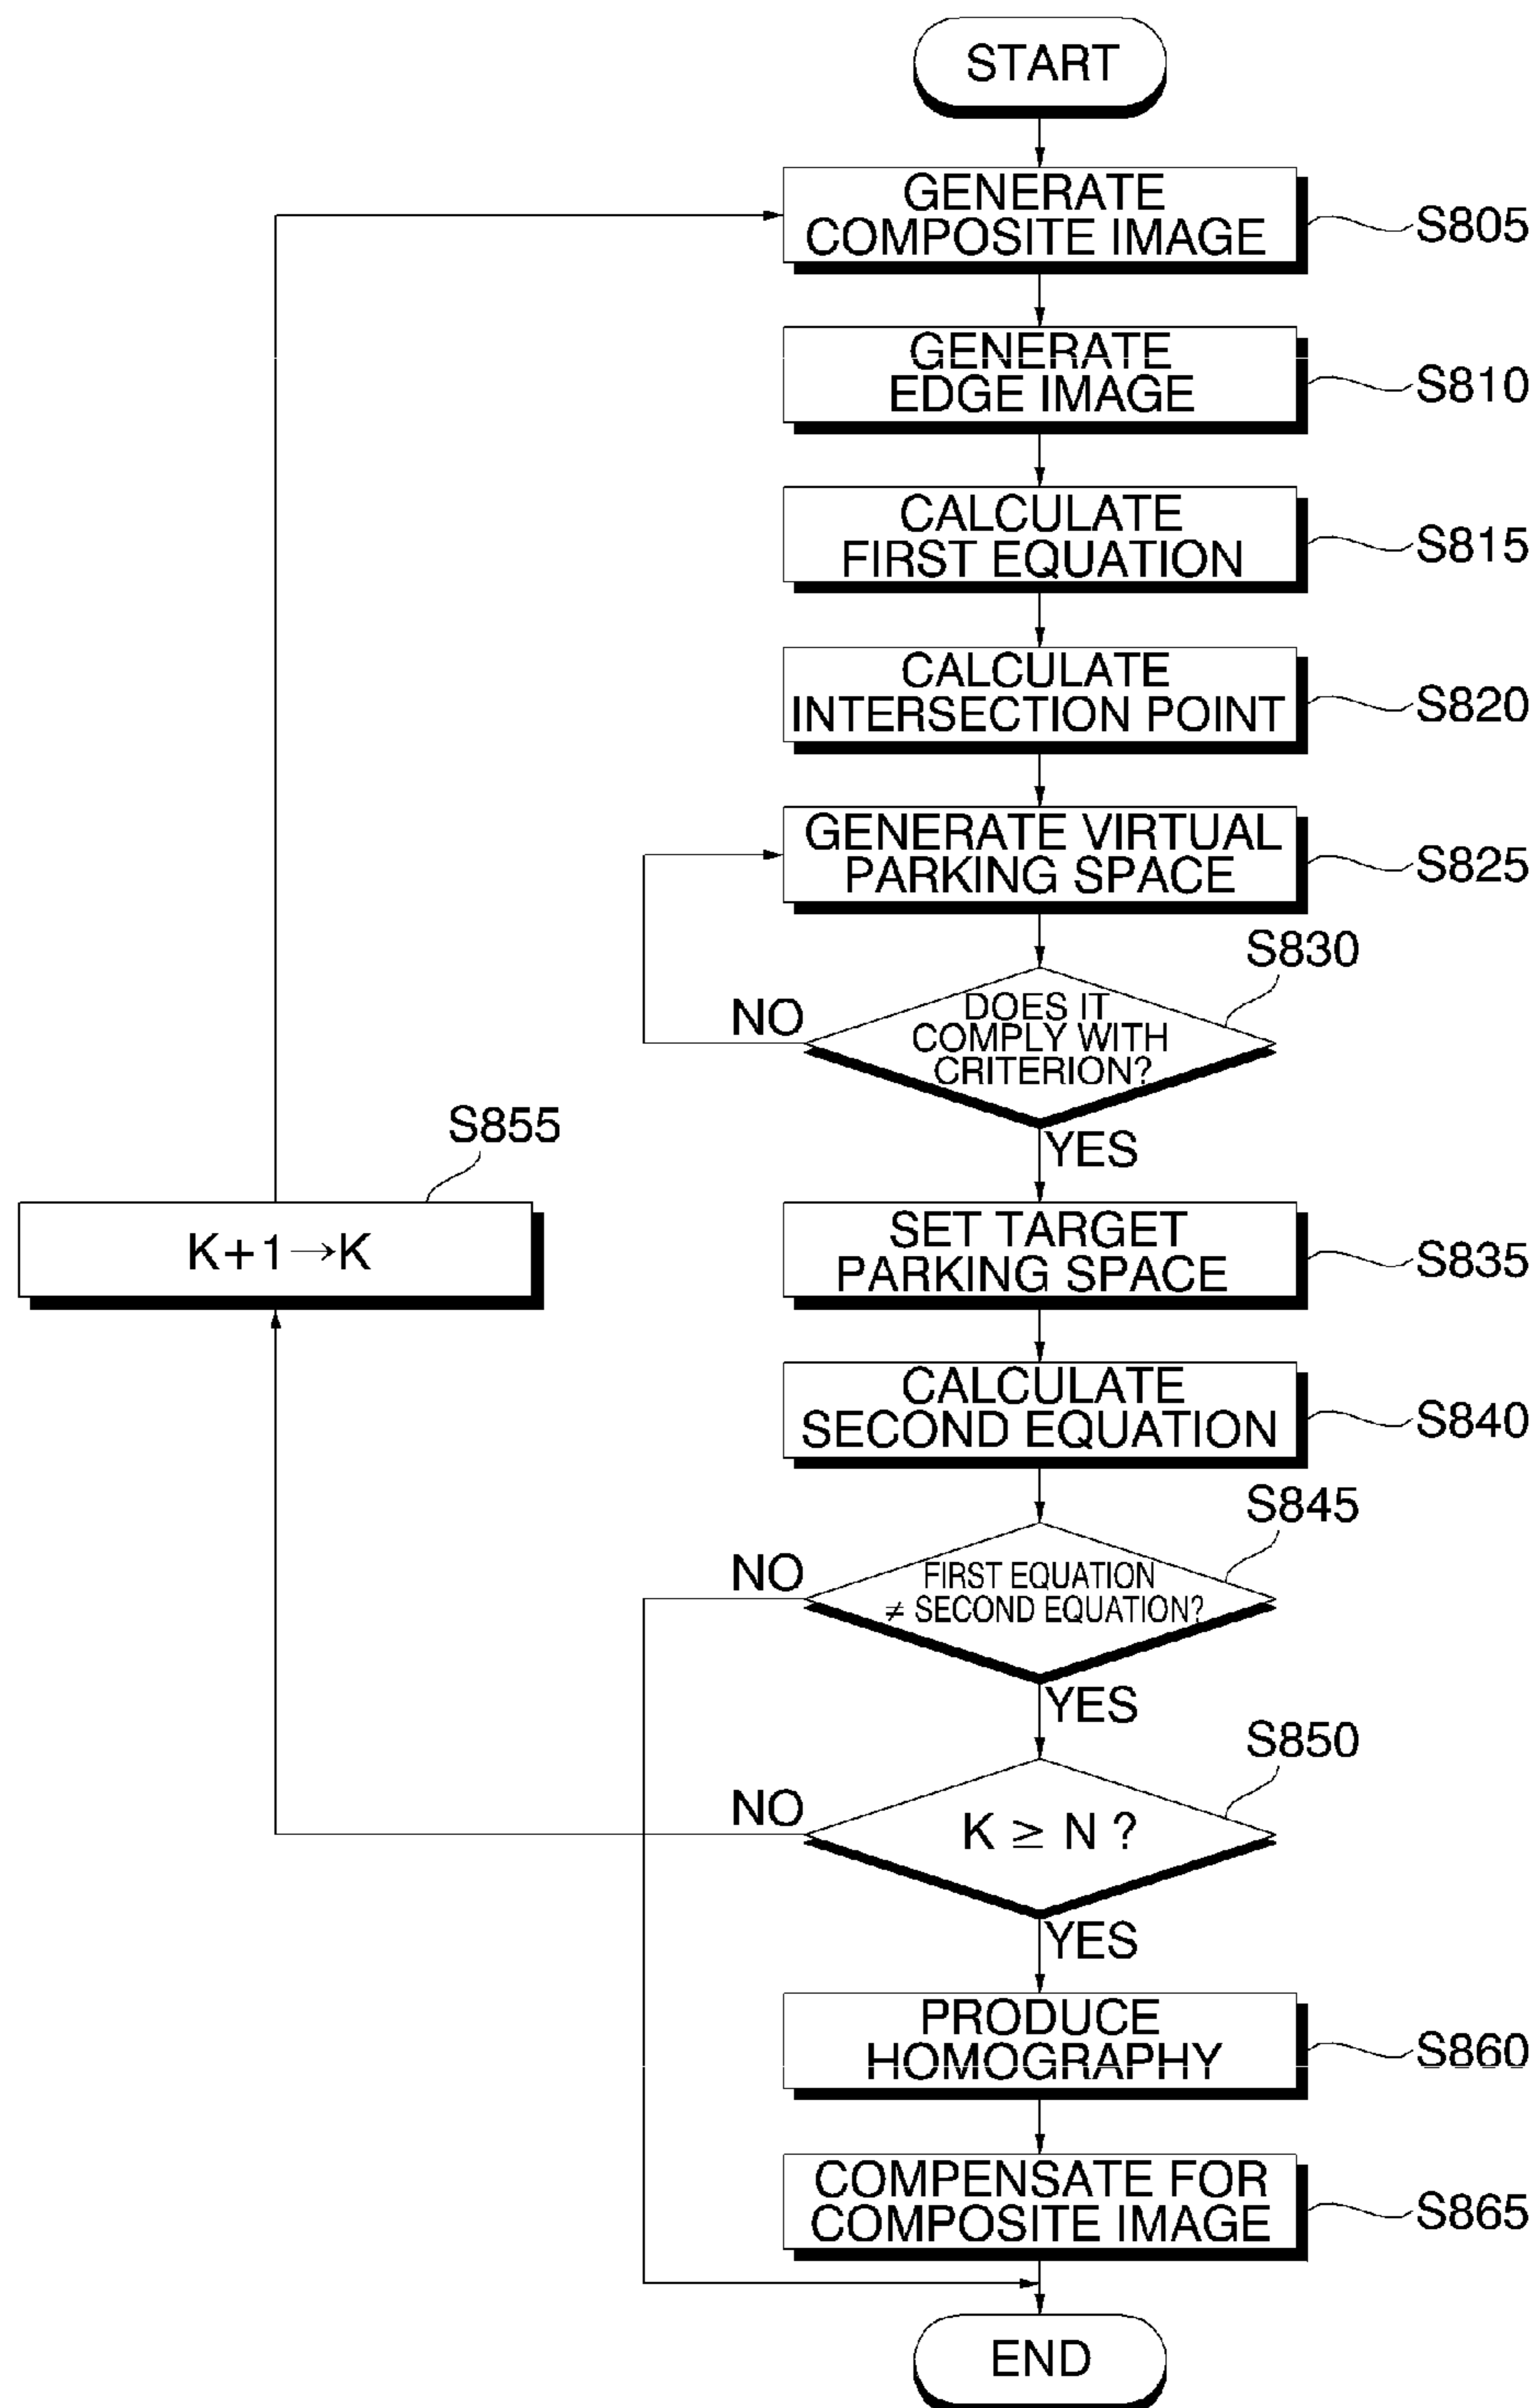 START
GENERATE
COMPOSITE IMAGE
S805
GENERATE
EDGE IMAGE
S810
CALCULATE
FIRST EQUATION
S815
CALCULATE
INTERSECTION POINT
S820
GENERATE VIRTUAL
PARKING SPACE
S825
S830
NO
DOES IT
COMPLY WITH
CRITERION?
YES
S855
K+1→K
SET TARGET
PARKING SPACE
S835
CALCULATE
SECOND EQUATION
S840
S845
NO
FIRST EQUATION
≠ SECOND EQUATION?
YES
S850
NO
K ≥ N ?
YES
PRODUCE
HOMOGRAPHY
S860
COMPENSATE FOR
COMPOSITE IMAGE
S865
END